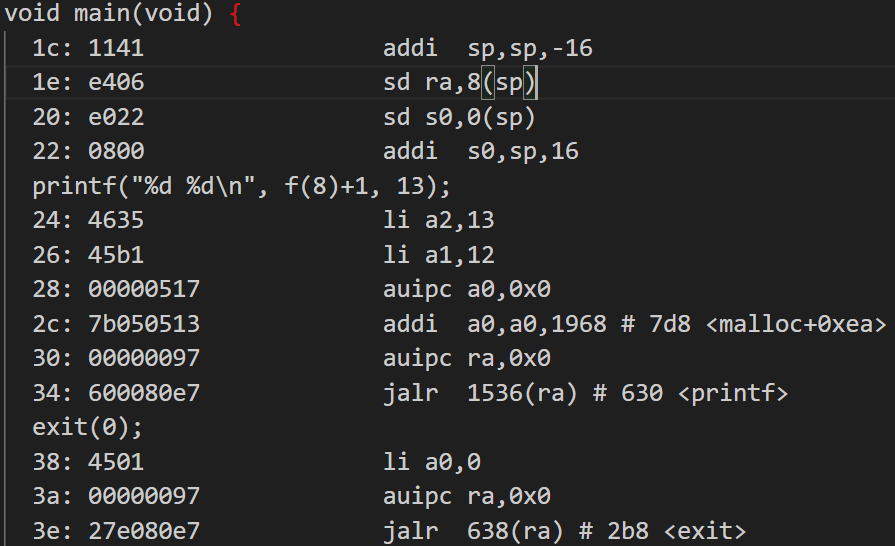 void main(void) {
1c: 1141 addi sp,sp,-16
1e: e406 sd ra,8(sp)
20: e022 sd s0,0(sp)
22: 0800 addi s0,sp,16
printf("%d %d\n", f(8)+1, 13);
24: 4635 li a2,13
26: 45b1 li a1,12
28: 00000517 auipc a0,0x0
2c: 7b050513 addi a0,a0,1968 # 7d8 <malloc+0xea>
30: 00000097 auipc ra,0x0
34: 600080e7 jalr 1536(ra) # 630 <printf>
exit(0);
38: 4501 li a0,0
3a: 00000097 auipc ra,0x0
3e: 27e080e7 jalr 638(ra) # 2b8 <exit>